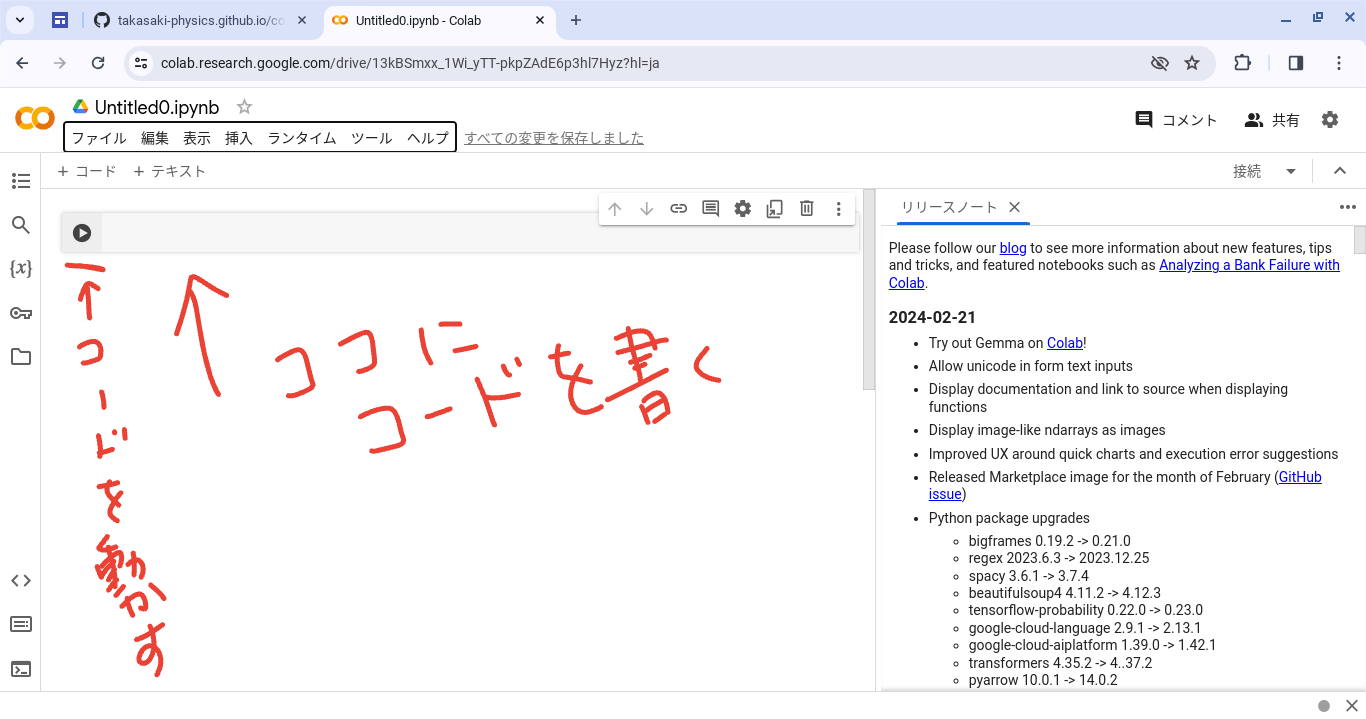 takasaki-physics.github.io/co
Untitled0.ipynb - Colab
colab.research.google.com/drive/13kBSmxx_1Wi_yTT-pkpZAdE6p3hl7Hyz?hl=ja
CO
Untitled0.ipynb
ファイル 編集 表示 挿入 ランタイム ツール ヘルプ すべての変更を保存しました
コメント 共有
+ コード + テキスト
接続
{x}
リリースノート
Please follow our blog to see more information about new features, tips
and tricks, and featured notebooks such as Analyzing a Bank Failure with
Colab.
2024-02-21
• Try out Gemma on Colab!
• Allow unicode in form text inputs
• Display documentation and link to source when displaying
functions
• Display image-like ndarrays as images
• Improved UX around quick charts and execution error suggestions
• Released Marketplace image for the month of February (GitHub
issue)
• Python package upgrades
bigframes 0.19.2 -> 0.21.0
regex 2023.6.3 -> 2023.12.25
spacy 3.6.1 -> 3.7.4
beautifulsoup4 4.11.2 -> 4.12.3
tensorflow-probability 0.22.0 -> 0.23.0
google-cloud-language 2.9.1 -> 2.13.1
google-cloud-aiplatform 1.39.0 -> 1.42.1
transformers 4.35.2 -> 4..37.2
pyarrow 10.0.1 -> 14.0.2
ココに
コードを書く
コードを動かす